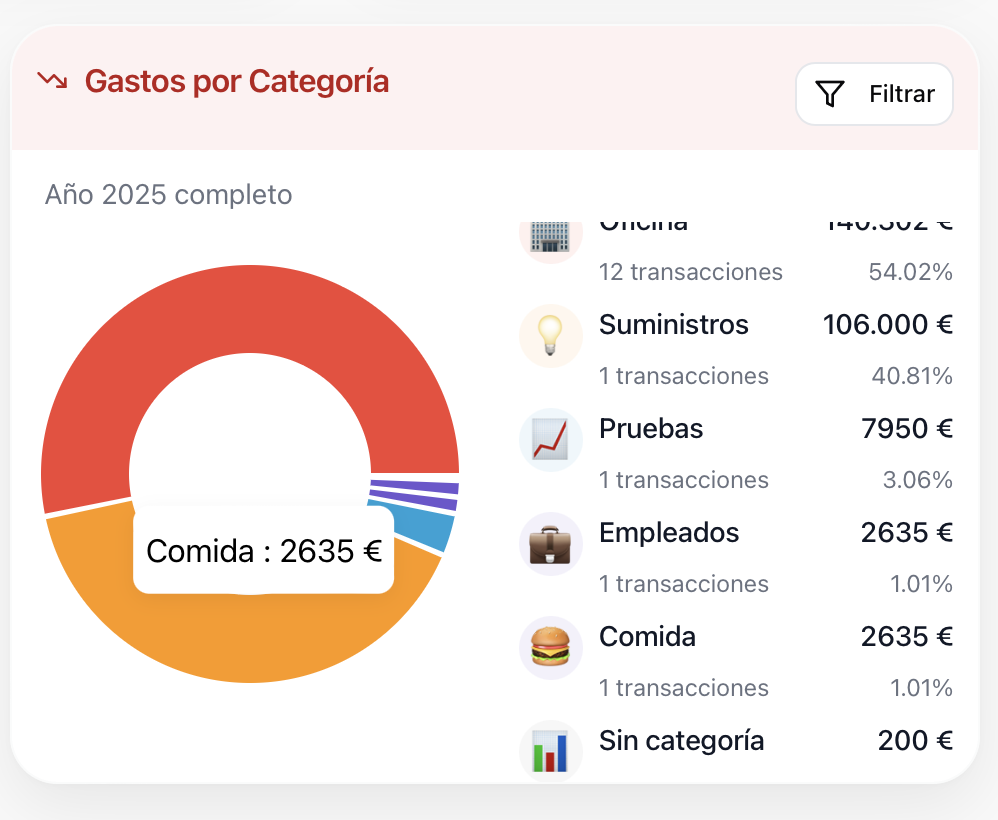 Gastos por Categoría
Filtrar
Año 2025 completo
Oficina 140.302 €
12 transacciones 54.02%
Suministros 106.000 €
1 transacciones 40.81%
Pruebas 7950 €
1 transacciones 3.06%
Empleados 2635 €
1 transacciones 1.01%
Comida : 2635 €
Comida 2635 €
1 transacciones 1.01%
Sin categoría 200 €